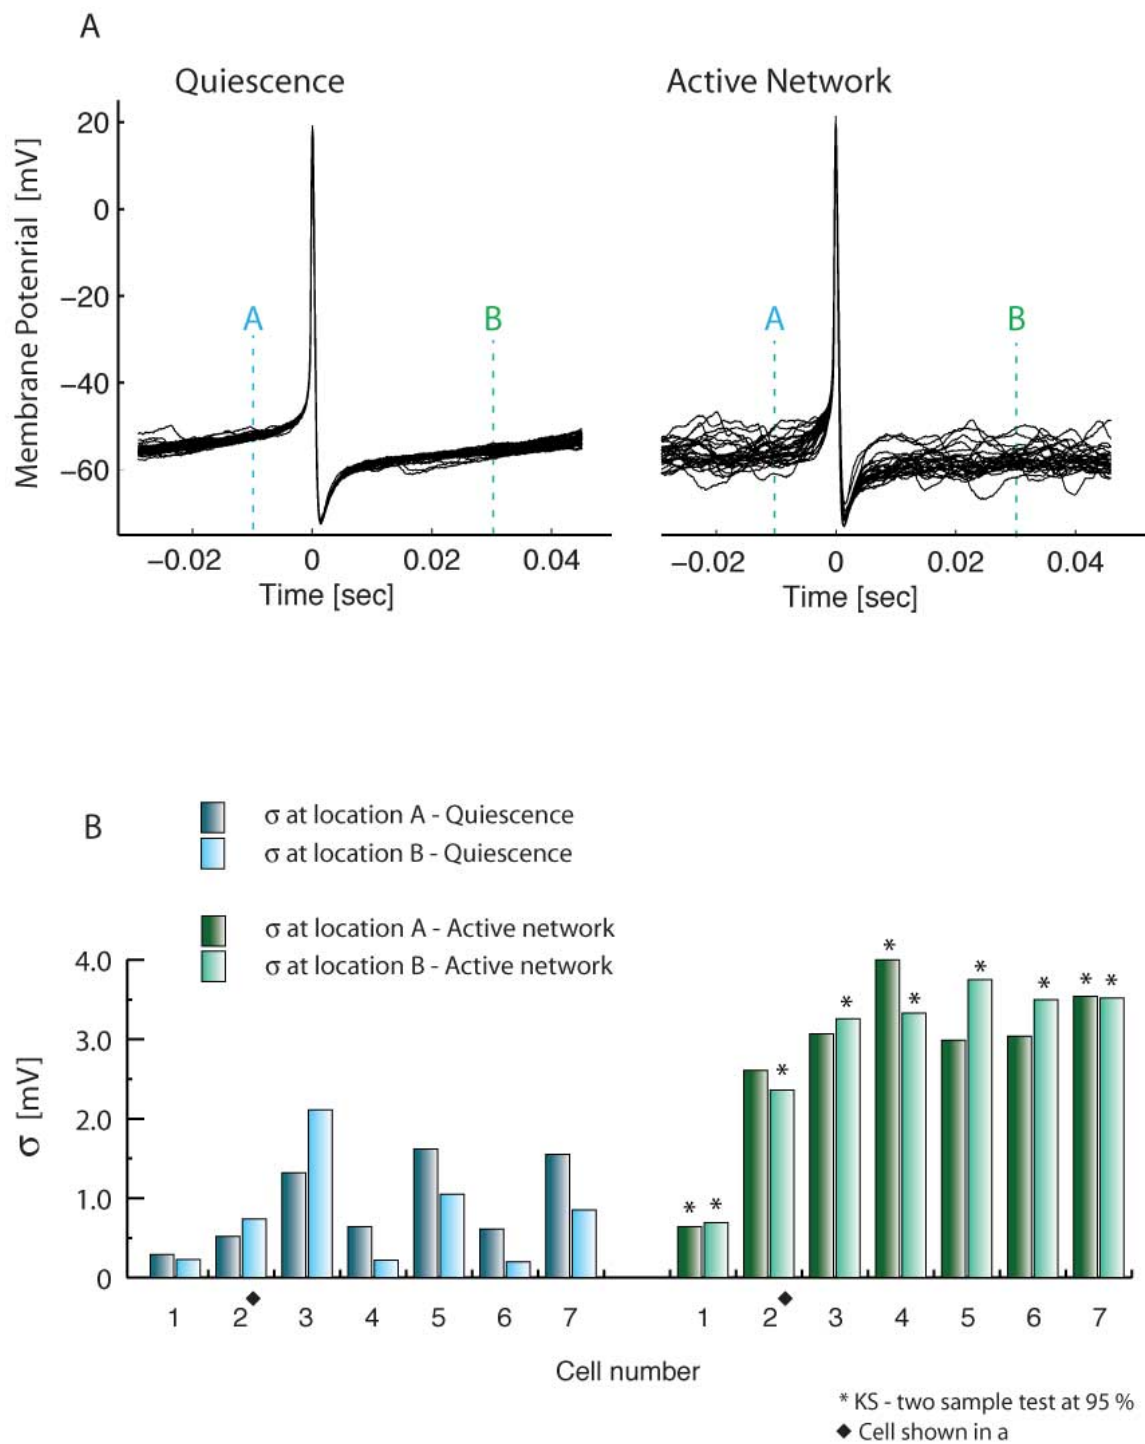 A
Quiescence
Active Network
Membrane Potenrial [mV]
20
0
−20
−40
−60
A
B
A
B
−0.02
0
0.02
0.04
−0.02
0
0.02
0.04
Time [sec]
Time [sec]
B
σ at location A - Quiescence
σ at location B - Quiescence
σ at location A - Active network
σ at location B - Active network
σ [mV]
4.0
3.0
2.0
1.0
0
* * * * * * * * * *
1 2◆ 3 4 5 6 7
1 2◆ 3 4 5 6 7
Cell number
* KS - two sample test at 95 %
◆ Cell shown in a